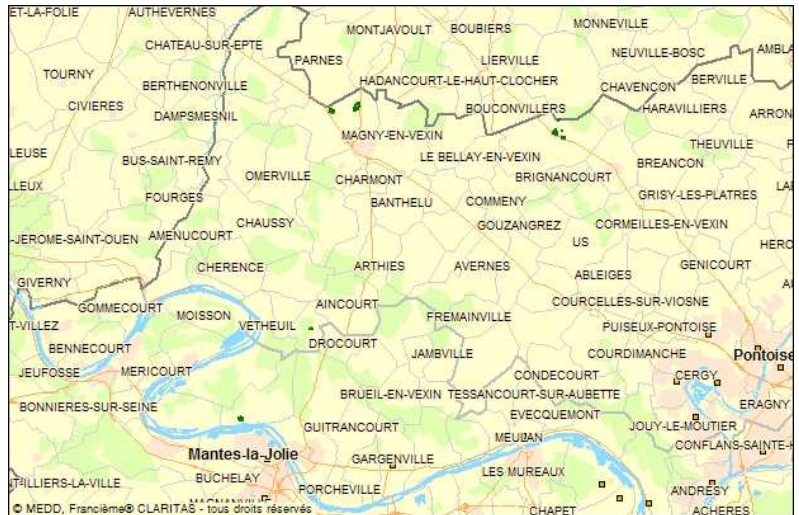 ET-LA-FOLIE
AUTHEVERNES
MONTJAVOULT
BOUBIERS
MONNEVILLE
CHATEAU-SUR-EPTE
NEUVILLE-BOSC
AMBLA
PARNES
LIERVILLE
TOURNY
BERTHENONVILLE
HADANCOURT-LE-HAUT-CLOCHER
BERVILLE
CHAVENCON
CIVIERES
DAMPSMESNIL
BOUCONVILLERS
HARAVILLIERS
ARRON
MAGNY-EN-VEXIN
THEUVILLE
LEUSE
BUS-SAINT-REMY
LE BELLAY-EN-VEXIN
BREANCON
LLEUX
OMERVILLE
CHARMONT
BRIGNANCOURT
FOURGES
BANTHELU
COMMENY
GRISY-LES-PLATRES
CHAUSSY
GOUZANGREZ
CORMEILLES-EN-VEXIN
-JEROME-SAINT-OUEN
AMENUCOURT
US
HERO
CHERENCE
ARTHIES
AVERNES
ABLEIGES
GENICOURT
GIVERNY
GOMMECOURT
MOISSON
AINCOURT
COURCELLES-SUR-VIOSNE
T-VILLEZ
VETHEUIL
FREMAINVILLE
PUISEUX-PONTOISE
BENNECOURT
DROCOURT
JAMBVILLE
COURDIMANCHE
Pontoise
JEUFOSSE
MERICOURT
CONDECOURT
CERGY
BRUEIL-EN-VEXIN
TESSANCOURT-SUR-AUBETTE
ERAGNY
BONNIERES-SUR-SEINE
EVECQUEMONT
GUITRANCOURT
JOUY-LE-MOUTIER
MEULAN
CONFLANS-SAINTE-H
Mantes-la-Jolie
GARGENVILLE
BUCHELAY
LES MUREAUX
NT-ILLIERS-LA-VILLE
PORCHEVILLE
ANDRESY
MAGNANVILLE
CHAPET
ACHERES
© MEDD, Francième® CLARITAS - tous droits réservés